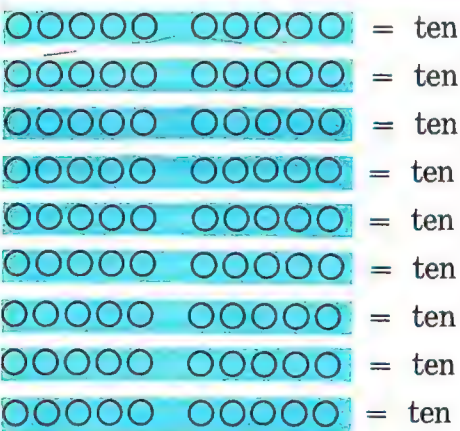 = ten
= ten
= ten
= ten
= ten
= ten
= ten
= ten
= ten